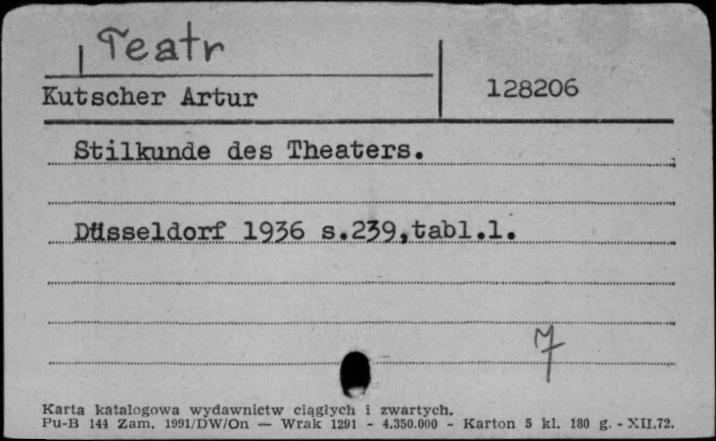 Teatr
Kutscher Artur
128206
Stilkunde des Theaters.
Düsseldorf 1936 s.239,tabl.l.
7
Karta katalogowa wydawnictw ciągłych i zwartych.
Pu-B 144 Zam. 1991/DW/On — Wrak 1291 - 4.350.000 - Karton 5 kl. 180 g. - XII.72.